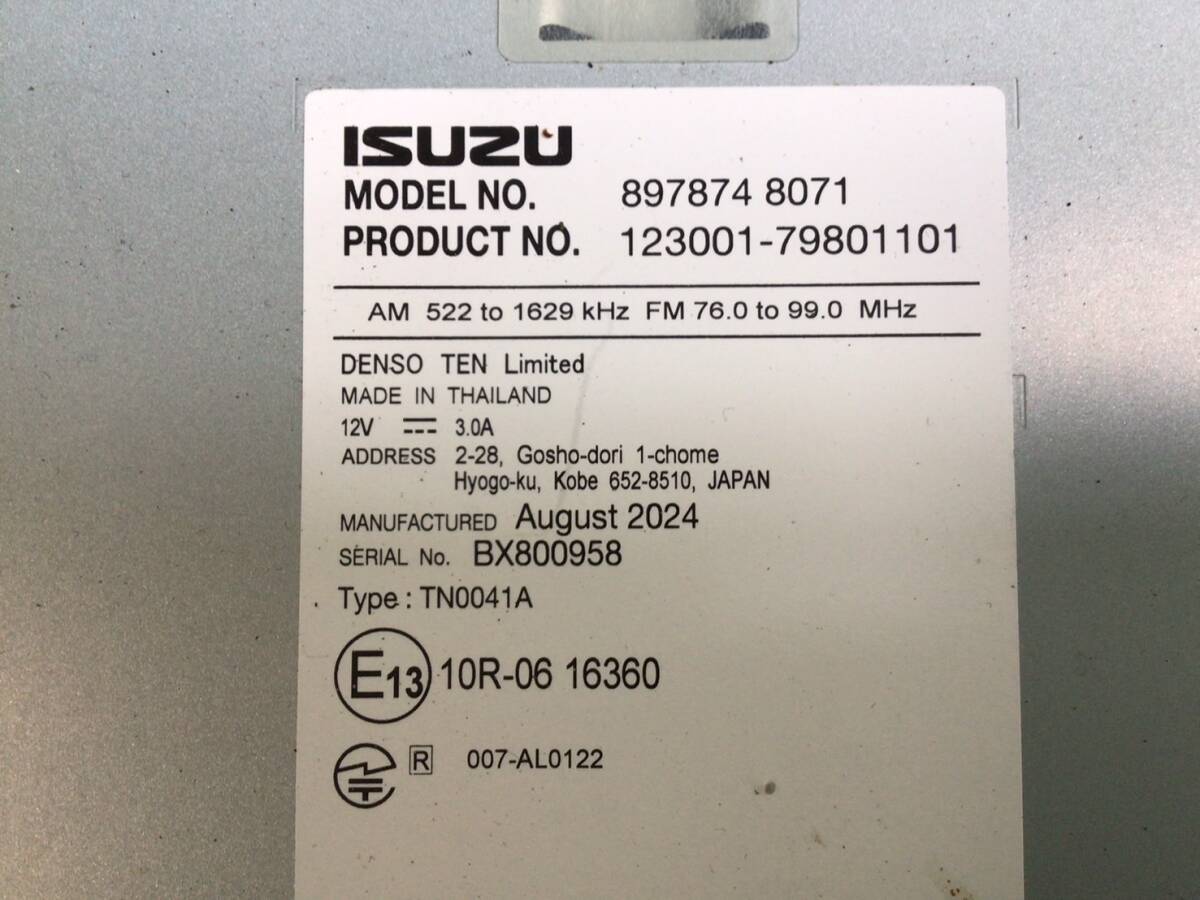 ISUZU
MODEL NO. 897874 8071
PRODUCT NO. 123001-79801101
AM 522 to 1629 kHz FM 76.0 to 99.0 MHz
DENSO TEN Limited
MADE IN THAILAND
12V ⎓ 3.0A
ADDRESS 2-28, Gosho-dori 1-chome
Hyogo-ku, Kobe 652-8510, JAPAN
MANUFACTURED August 2024
SERIAL No. BX800958
Type : TN0041A
E13 10R-06 16360
R 007-AL0122